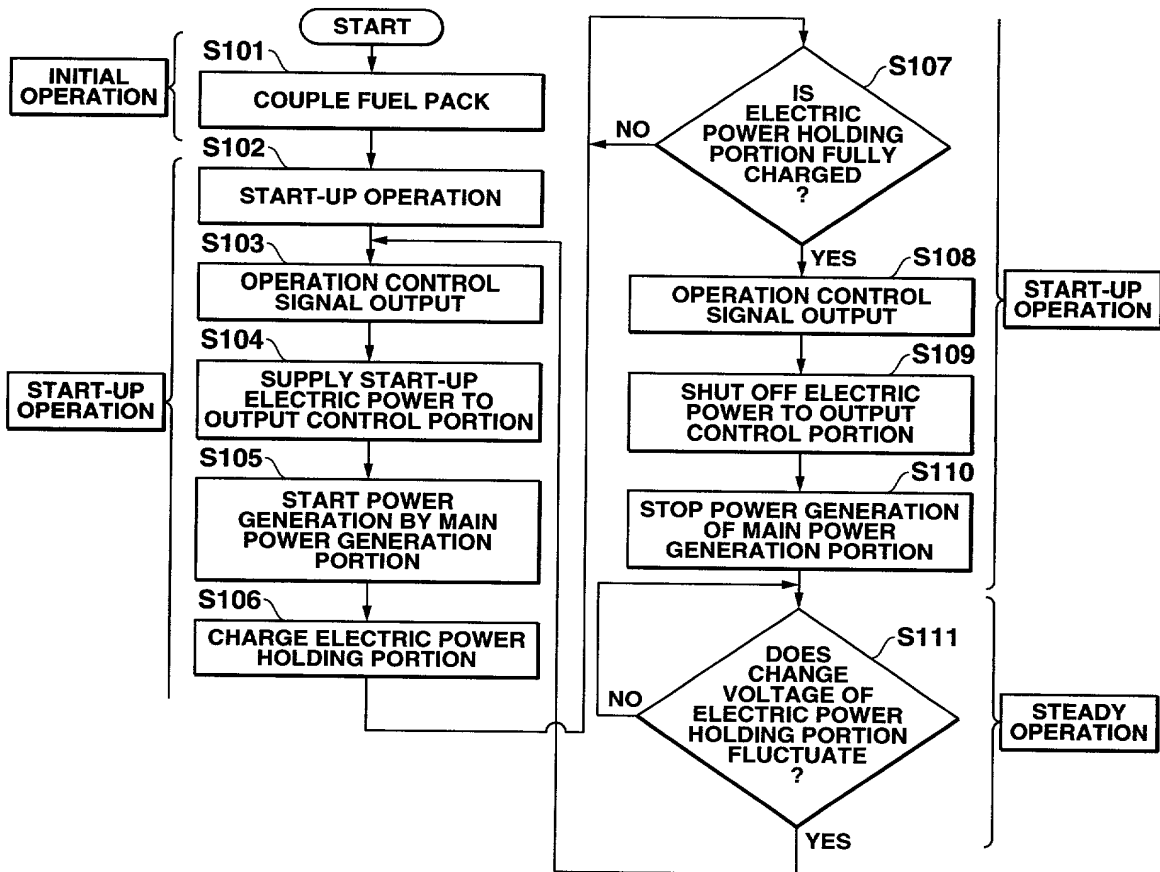 START
S101
INITIAL
OPERATION
COUPLE FUEL PACK
S102
START-UP OPERATION
S103
OPERATION CONTROL
SIGNAL OUTPUT
S104
SUPPLY START-UP
ELECTRIC POWER TO
OUTPUT CONTROL PORTION
START-UP
OPERATION
S105
START POWER
GENERATION BY MAIN
POWER GENERATION
PORTION
S106
CHARGE ELECTRIC POWER
HOLDING PORTION
S107
IS
ELECTRIC
POWER HOLDING
PORTION FULLY
CHARGED
?
NO
YES
S108
OPERATION CONTROL
SIGNAL OUTPUT
START-UP
OPERATION
S109
SHUT OFF ELECTRIC
POWER TO OUTPUT
CONTROL PORTION
S110
STOP POWER GENERATION
OF MAIN POWER
GENERATION PORTION
S111
DOES
CHANGE
VOLTAGE OF
ELECTRIC POWER
HOLDING PORTION
FLUCTUATE
?
NO
YES
STEADY
OPERATION